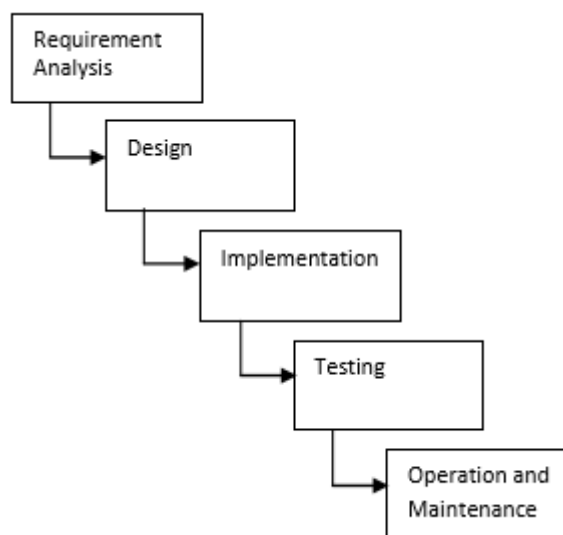 Requirement
Analysis
Design
Implementation
Testing
Operation and
Maintenance